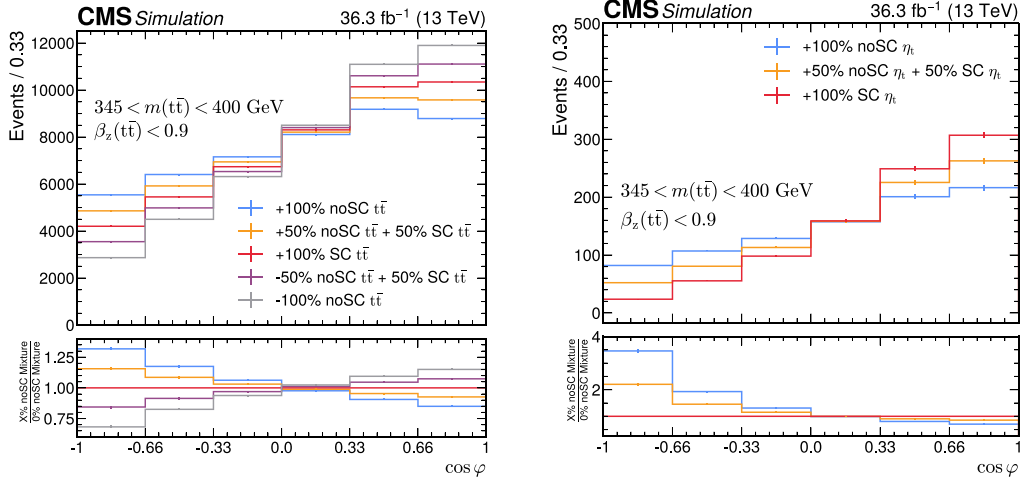 CMS Simulation 36.3 fb⁻¹ (13 TeV)
Events / 0.33
12000
10000
8000
6000
4000
2000
0
345 < m(tt̄) < 400 GeV
β_z(tt̄) < 0.9
+100% noSC tt̄
+50% noSC tt̄ + 50% SC tt̄
+100% SC tt̄
-50% noSC tt̄ + 50% SC tt̄
-100% noSC tt̄
X% noSC Mixture
0% noSC Mixture
1.25
1.00
0.75
-1 -0.66 -0.33 0.0 0.33 0.66 1
cos φ
CMS Simulation 36.3 fb⁻¹ (13 TeV)
Events / 0.33
500
400
300
200
100
0
+100% noSC η_t
+50% noSC η_t + 50% SC η_t
+100% SC η_t
345 < m(tt̄) < 400 GeV
β_z(tt̄) < 0.9
X% noSC Mixture
0% noSC Mixture
4
2
-1 -0.66 -0.33 0.0 0.33 0.66 1
cos φ